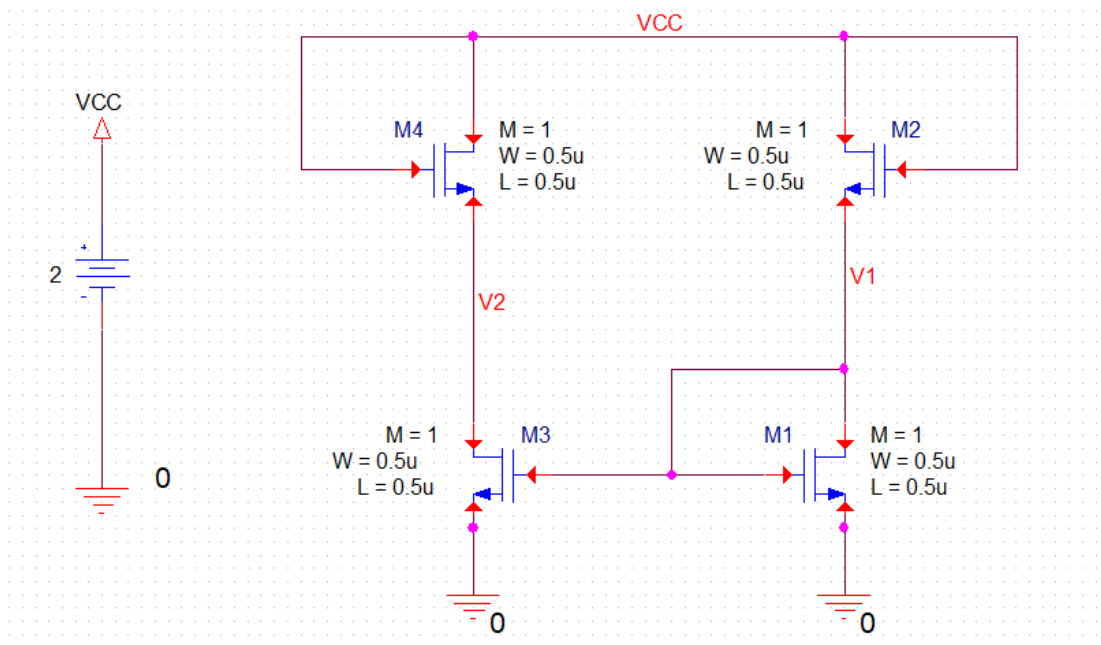 VCC
VCC
M4
M = 1
W = 0.5u
L = 0.5u
M = 1
W = 0.5u
L = 0.5u
M2
+
2
-
0
V2
V1
M = 1
W = 0.5u
L = 0.5u
M3
M1
M = 1
W = 0.5u
L = 0.5u
0
0